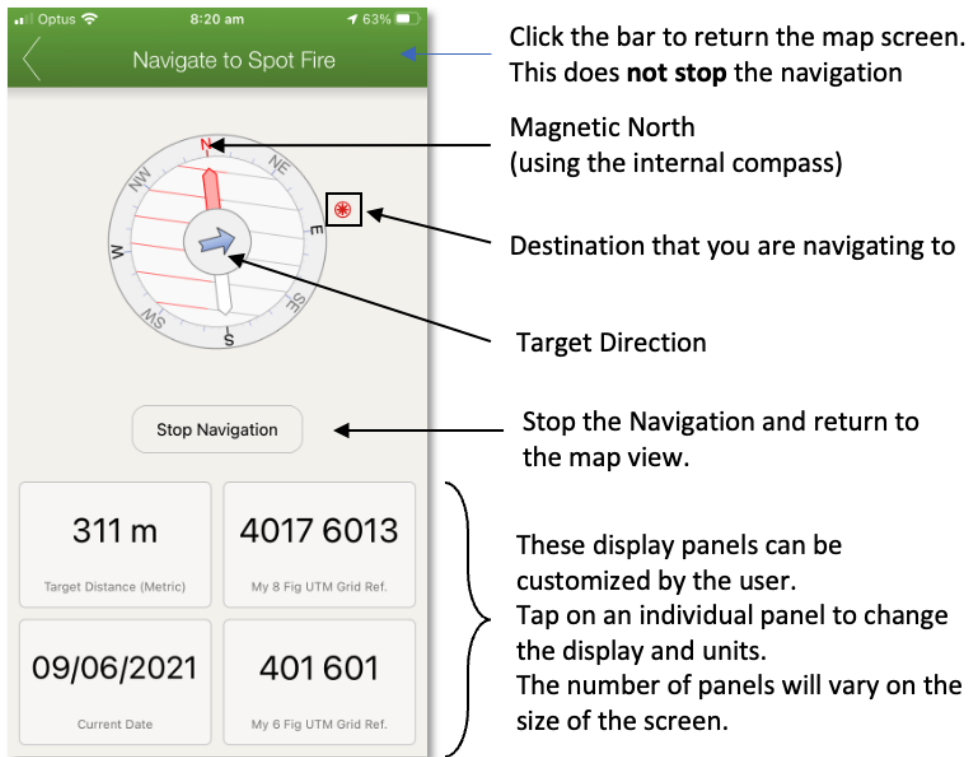 Optus 8:20 am 63%
Navigate to Spot Fire
Click the bar to return the map screen.
This does not stop the navigation
Magnetic North
(using the internal compass)
Destination that you are navigating to
Target Direction
N
NE
E
SE
S
SW
W
NW
Stop Navigation
Stop the Navigation and return to
the map view.
311 m
Target Distance (Metric)
4017 6013
My 8 Fig UTM Grid Ref.
09/06/2021
Current Date
401 601
My 6 Fig UTM Grid Ref.
These display panels can be
customized by the user.
Tap on an individual panel to change
the display and units.
The number of panels will vary on the
size of the screen.